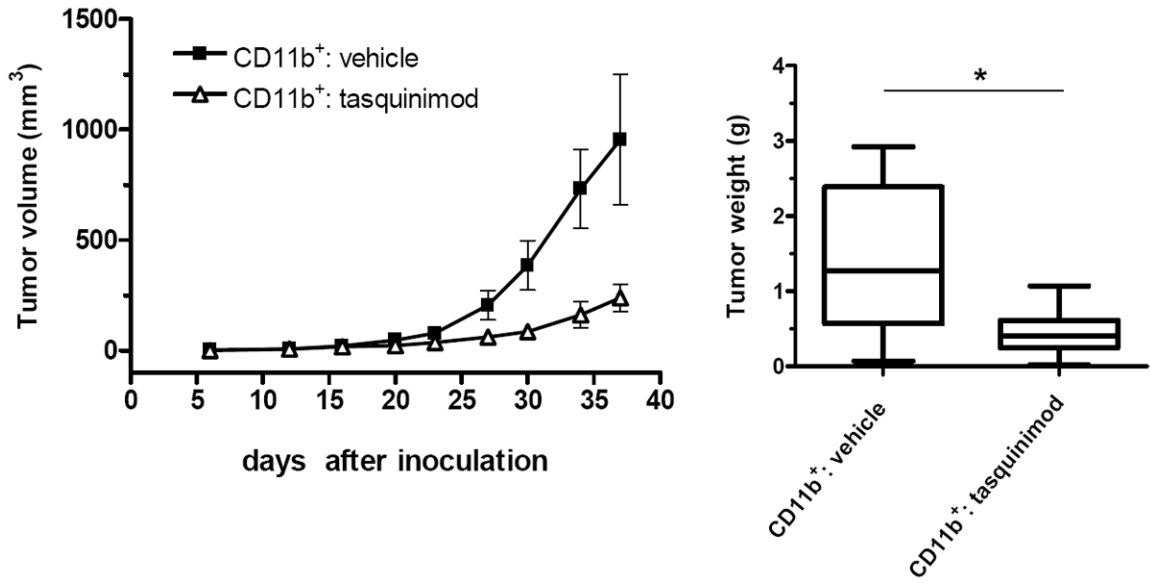 1500
1000
500
0
Tumor volume (mm³)
CD11b⁺: vehicle
CD11b⁺: tasquinimod
0 5 10 15 20 25 30 35 40
days after inoculation
4
3
2
1
0
Tumor weight (g)
*
CD11b⁺: vehicle
CD11b⁺: tasquinimod